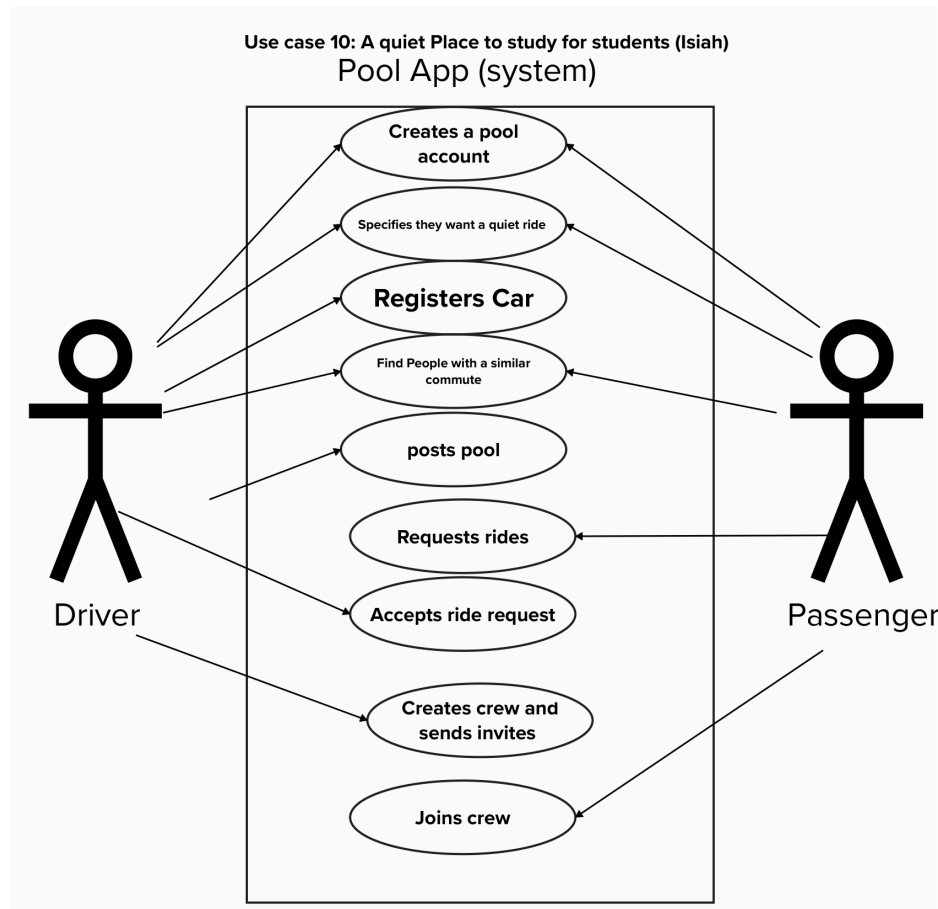 Use case 10: A quiet Place to study for students (Isiah)
Pool App (system)
Creates a pool
account
Specifies they want a quiet ride
Registers Car
Find People with a similar
commute
posts pool
Requests rides
Accepts ride request
Driver
Passenger
Creates crew and
sends invites
Joins crew